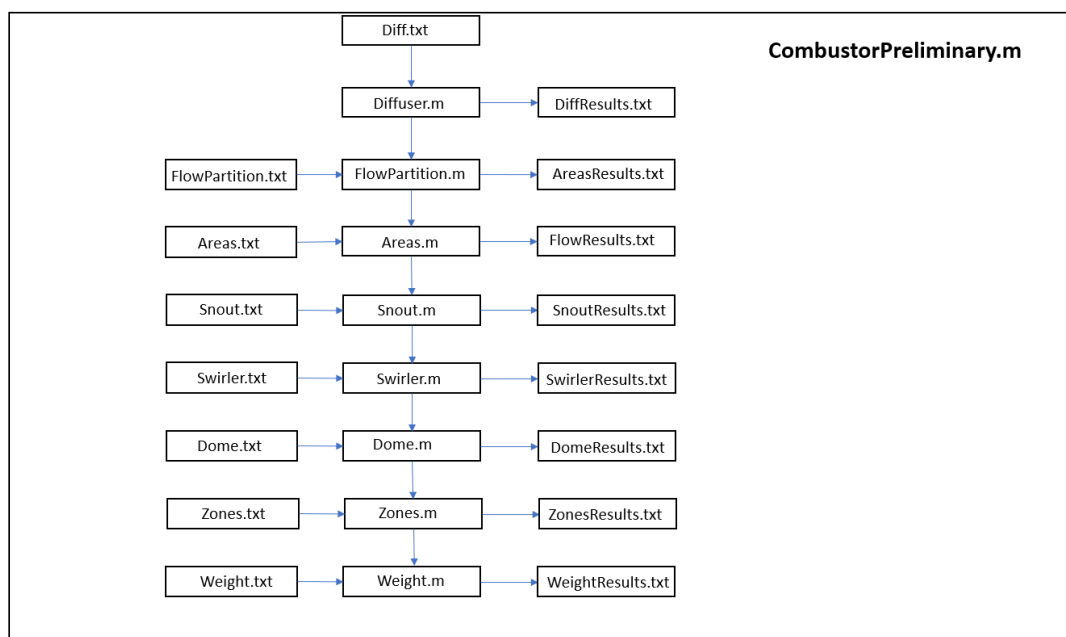 Diff.txt
CombustorPreliminary.m
Diffuser.m
DiffResults.txt
FlowPartition.txt
FlowPartition.m
AreasResults.txt
Areas.txt
Areas.m
FlowResults.txt
Snout.txt
Snout.m
SnoutResults.txt
Swirler.txt
Swirler.m
SwirlerResults.txt
Dome.txt
Dome.m
DomeResults.txt
Zones.txt
Zones.m
ZonesResults.txt
Weight.txt
Weight.m
WeightResults.txt